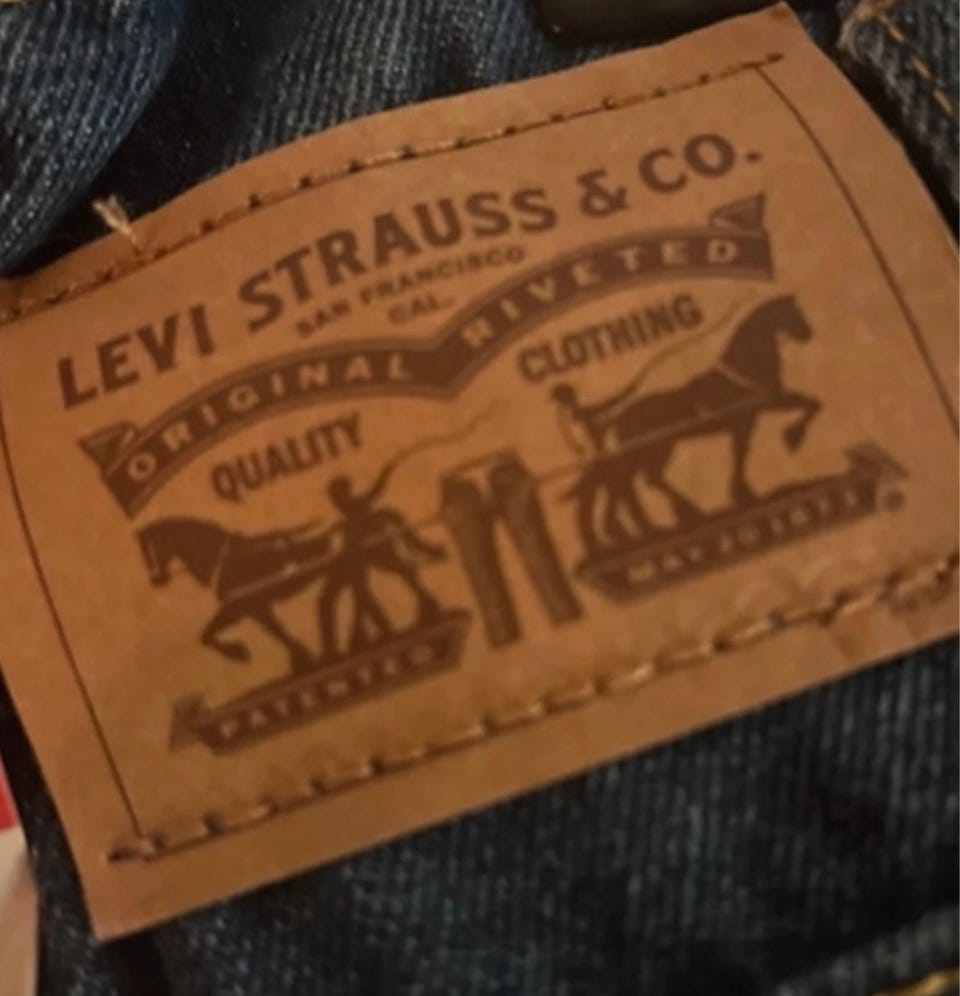 LEVI STRAUSS & CO.
SAN FRANCISCO
CAL.
ORIGINAL RIVETED
QUALITY CLOTHING
PATENTED MAY 20 1873
®